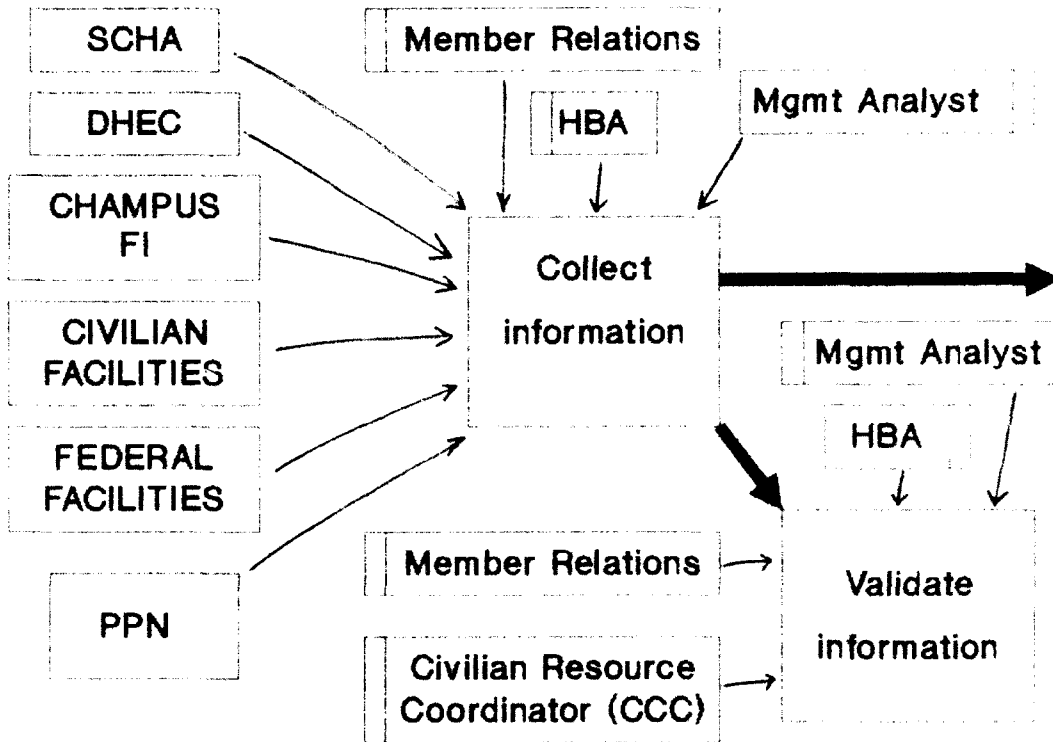 SCHA
DHEC
CHAMPUS
FI
CIVILIAN
FACILITIES
FEDERAL
FACILITIES
PPN
Member Relations
HBA
Mgmt Analyst
Collect
information
Mgmt Analyst
HBA
Member Relations
Civilian Resource
Coordinator (CCC)
Validate
information